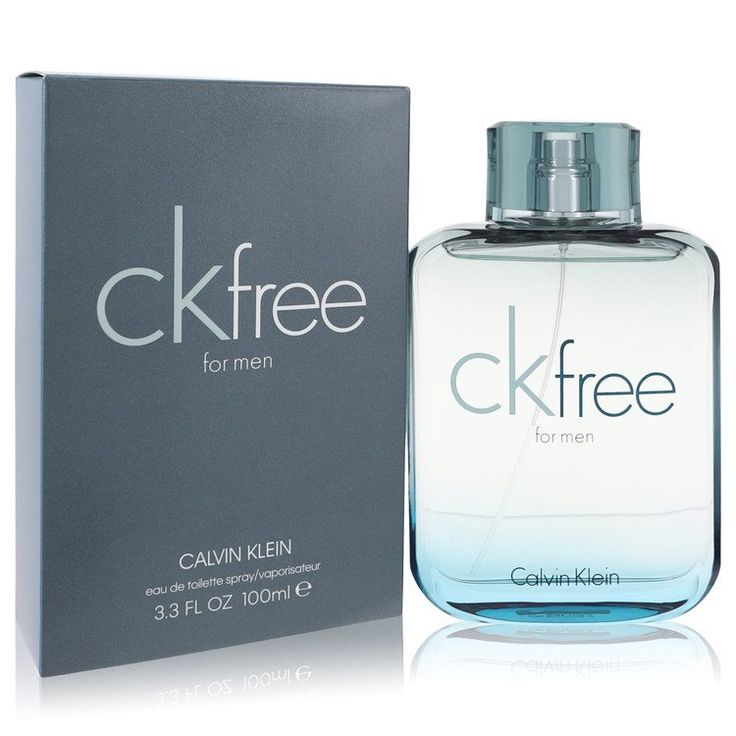 ckfree
for men
CALVIN KLEIN
eau de toilette spray/vaporisateur
3.3 FL OZ 100ml ℮
ckfree
for men
Calvin Klein